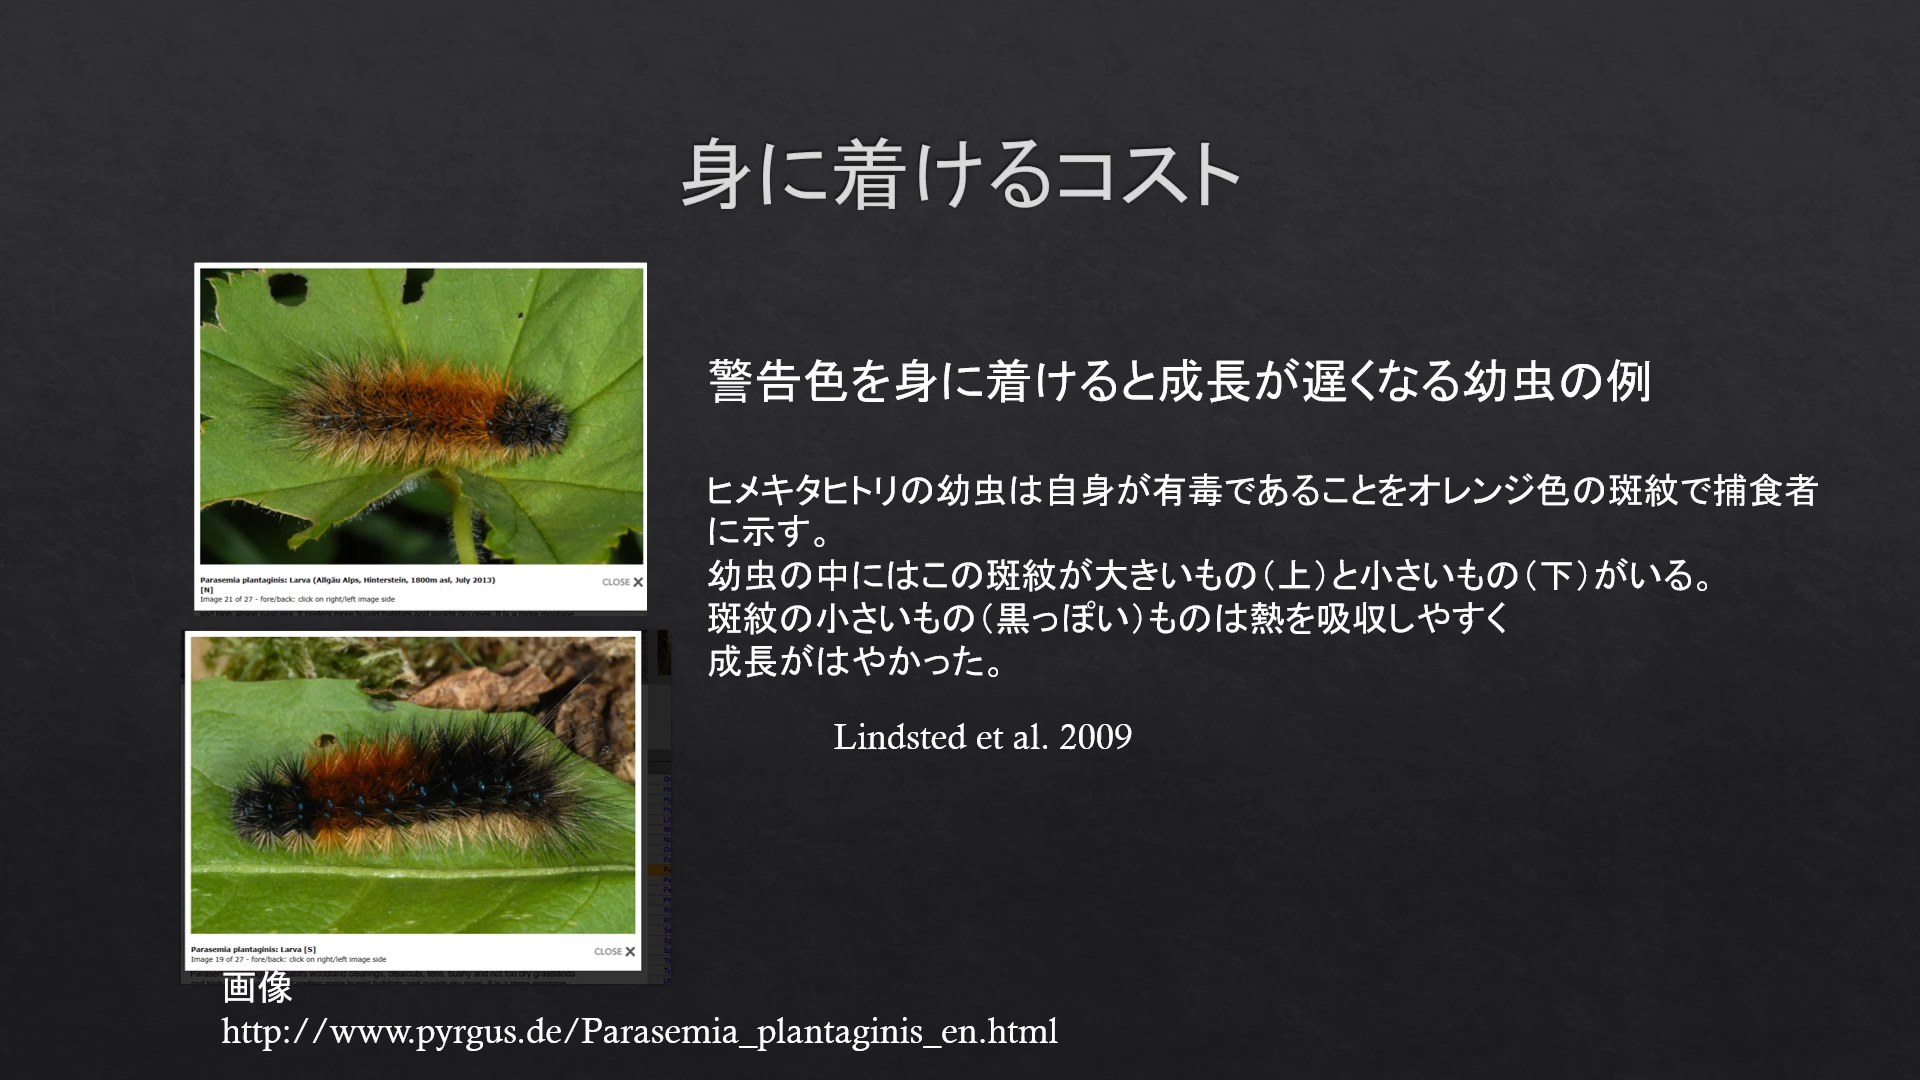 身に着けるコスト
Parasemia plantaginis: Larva (Allgäu Alps, Hinterstein, 1800m asl, July 2013)
[N]
Image 21 of 27 - fore/back: click on right/left image side
CLOSE X
警告色を身に着けると成長が遅くなる幼虫の例
ヒメキタヒトリの幼虫は自身が有毒であることをオレンジ色の斑紋で捕食者
に示す。
幼虫の中にはこの斑紋が大きいもの（上）と小さいもの（下）がいる。
斑紋の小さいもの（黒っぽい）ものは熱を吸収しやすく
成長がはやかった。
Lindsted et al. 2009
Parasemia plantaginis: Larva [S]
Image 19 of 27 - fore/back: click on right/left image side
CLOSE X
画像
http://www.pyrgus.de/Parasemia_plantaginis_en.html